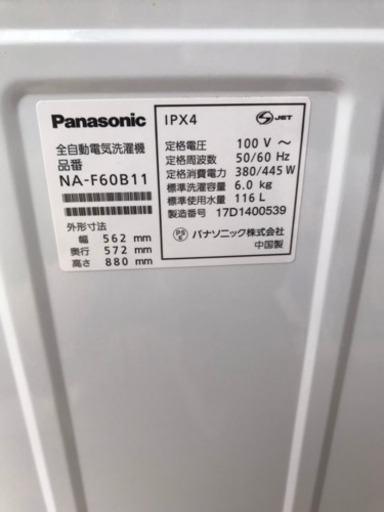 Panasonic
全自動電気洗濯機
品番
NA-F60B11
外形寸法
幅 562 mm
奥行 572 mm
高さ 880 mm
IPX4
S JET
定格電圧 100 V ～
定格周波数 50/60 Hz
定格消費電力 380/445 W
標準洗濯容量 6.0 kg
標準使用水量 116 L
製造番号 17D1400539
PS E パナソニック株式会社
中国製